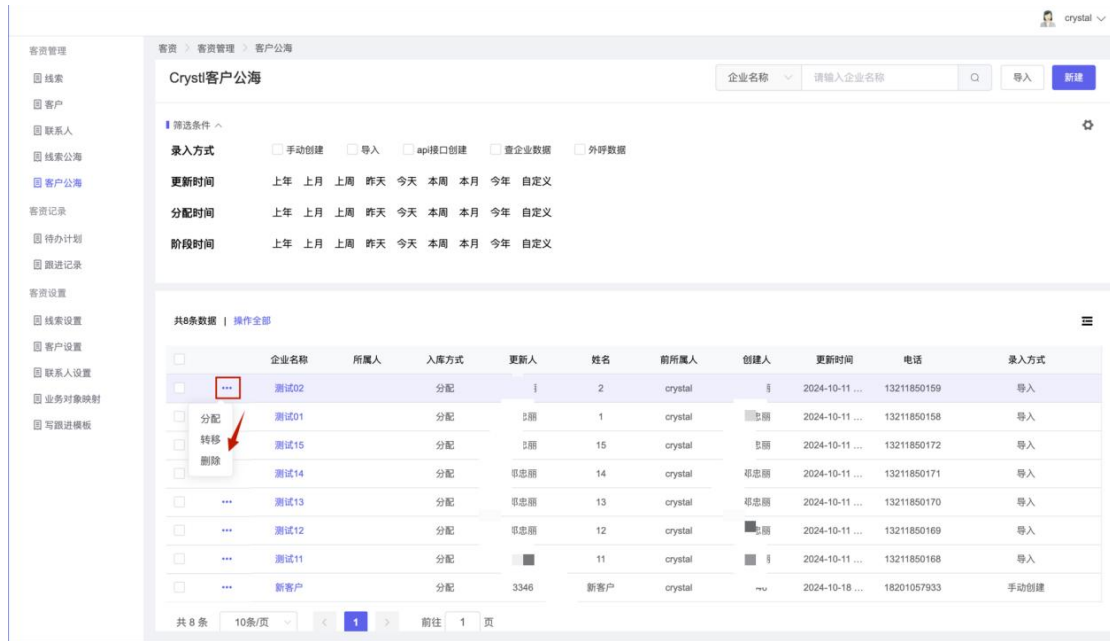 crystal
客资 > 客资管理 > 客户公海
客资管理
线索
客户
联系人
线索公海
客户公海
客资记录
待办计划
跟进记录
客资设置
线索设置
客户设置
联系人设置
业务对象映射
写跟进模板
Crystl客户公海 企业名称 请输入企业名称 导入 新建
筛选条件
录入方式 手动创建 导入 api接口创建 查企业数据 外呼数据
更新时间 上年 上月 上周 昨天 今天 本周 本月 今年 自定义
分配时间 上年 上月 上周 昨天 今天 本周 本月 今年 自定义
阶段时间 上年 上月 上周 昨天 今天 本周 本月 今年 自定义
共8条数据 | 操作全部
企业名称 所属人 入库方式 更新人 姓名 前所属人 创建人 更新时间 电话 录入方式
••• 测试02 分配 2 crystal 2024-10-11 ... 13211850159 导入
分配
转移
删除
测试01 分配 忠丽 1 crystal 忠丽 2024-10-11 ... 13211850158 导入
测试15 分配 忠丽 15 crystal 忠丽 2024-10-11 ... 13211850172 导入
测试14 分配 邓忠丽 14 crystal 邓忠丽 2024-10-11 ... 13211850171 导入
••• 测试13 分配 邓忠丽 13 crystal 邓忠丽 2024-10-11 ... 13211850170 导入
••• 测试12 分配 邓忠丽 12 crystal 忠丽 2024-10-11 ... 13211850169 导入
••• 测试11 分配 11 crystal 2024-10-11 ... 13211850168 导入
••• 新客户 分配 3346 新客户 crystal 2024-10-18 ... 18201057933 手动创建
共 8 条 10条/页 < 1 > 前往 1 页